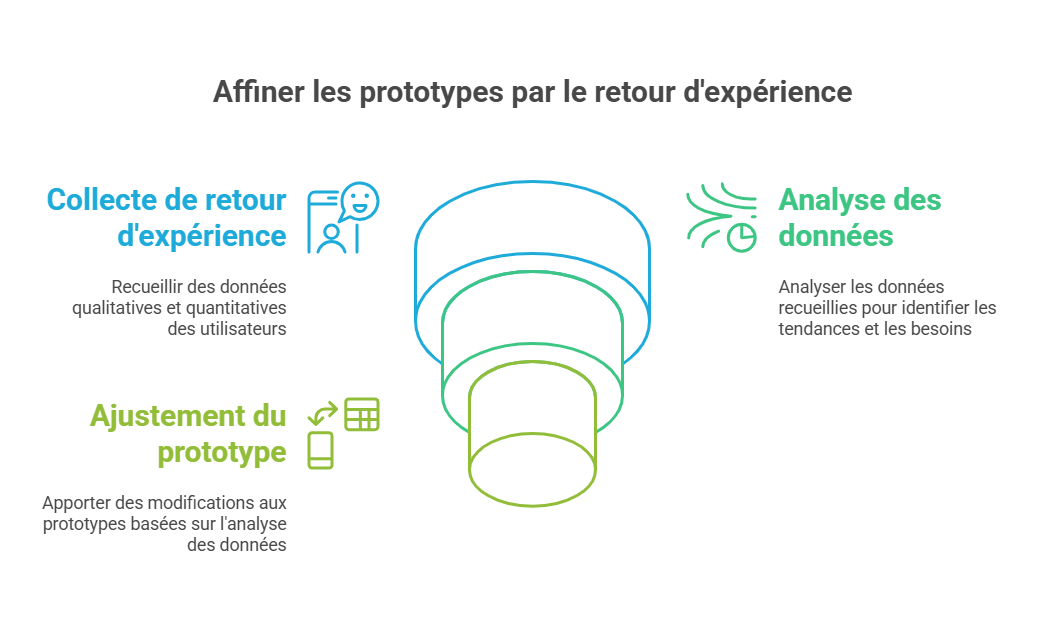 Affiner les prototypes par le retour d'expérience
Collecte de retour
d'expérience
Recueillir des données
qualitatives et quantitatives
des utilisateurs
Analyse des
données
Analyser les données
recueillies pour identifier les
tendances et les besoins
Ajustement du
prototype
Apporter des modifications aux
prototypes basées sur l'analyse
des données